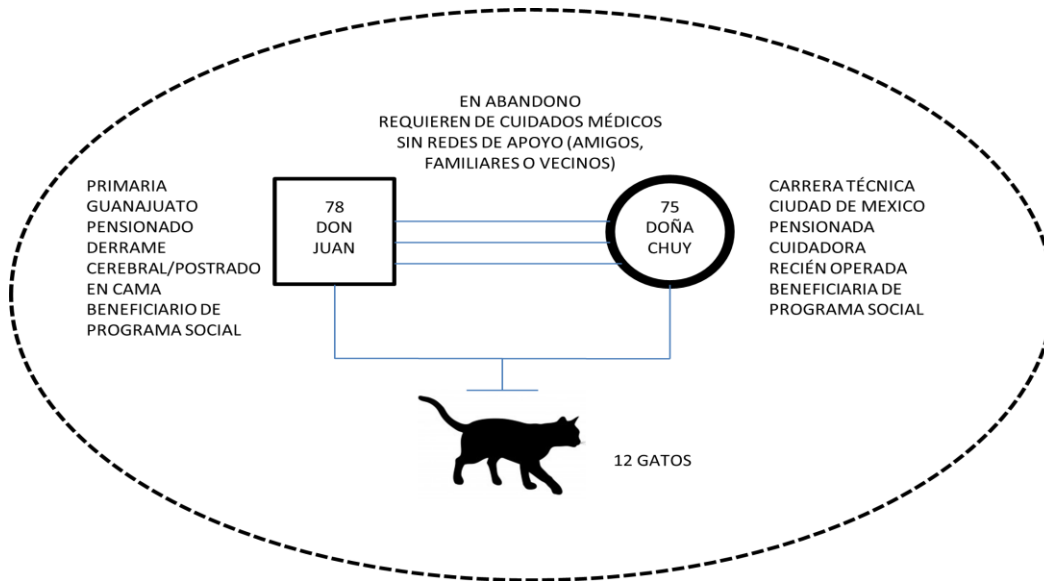 EN ABANDONO
REQUIEREN DE CUIDADOS MÉDICOS
SIN REDES DE APOYO (AMIGOS,
FAMILIARES O VECINOS)
PRIMARIA
GUANAJUATO
PENSIONADO
DERRAME
CEREBRAL/POSTRADO
EN CAMA
BENEFICIARIO DE
PROGRAMA SOCIAL
78
DON
JUAN
75
DOÑA
CHUY
CARRERA TÉCNICA
CIUDAD DE MEXICO
PENSIONADA
CUIDADORA
RECIÉN OPERADA
BENEFICIARIA DE
PROGRAMA SOCIAL
12 GATOS